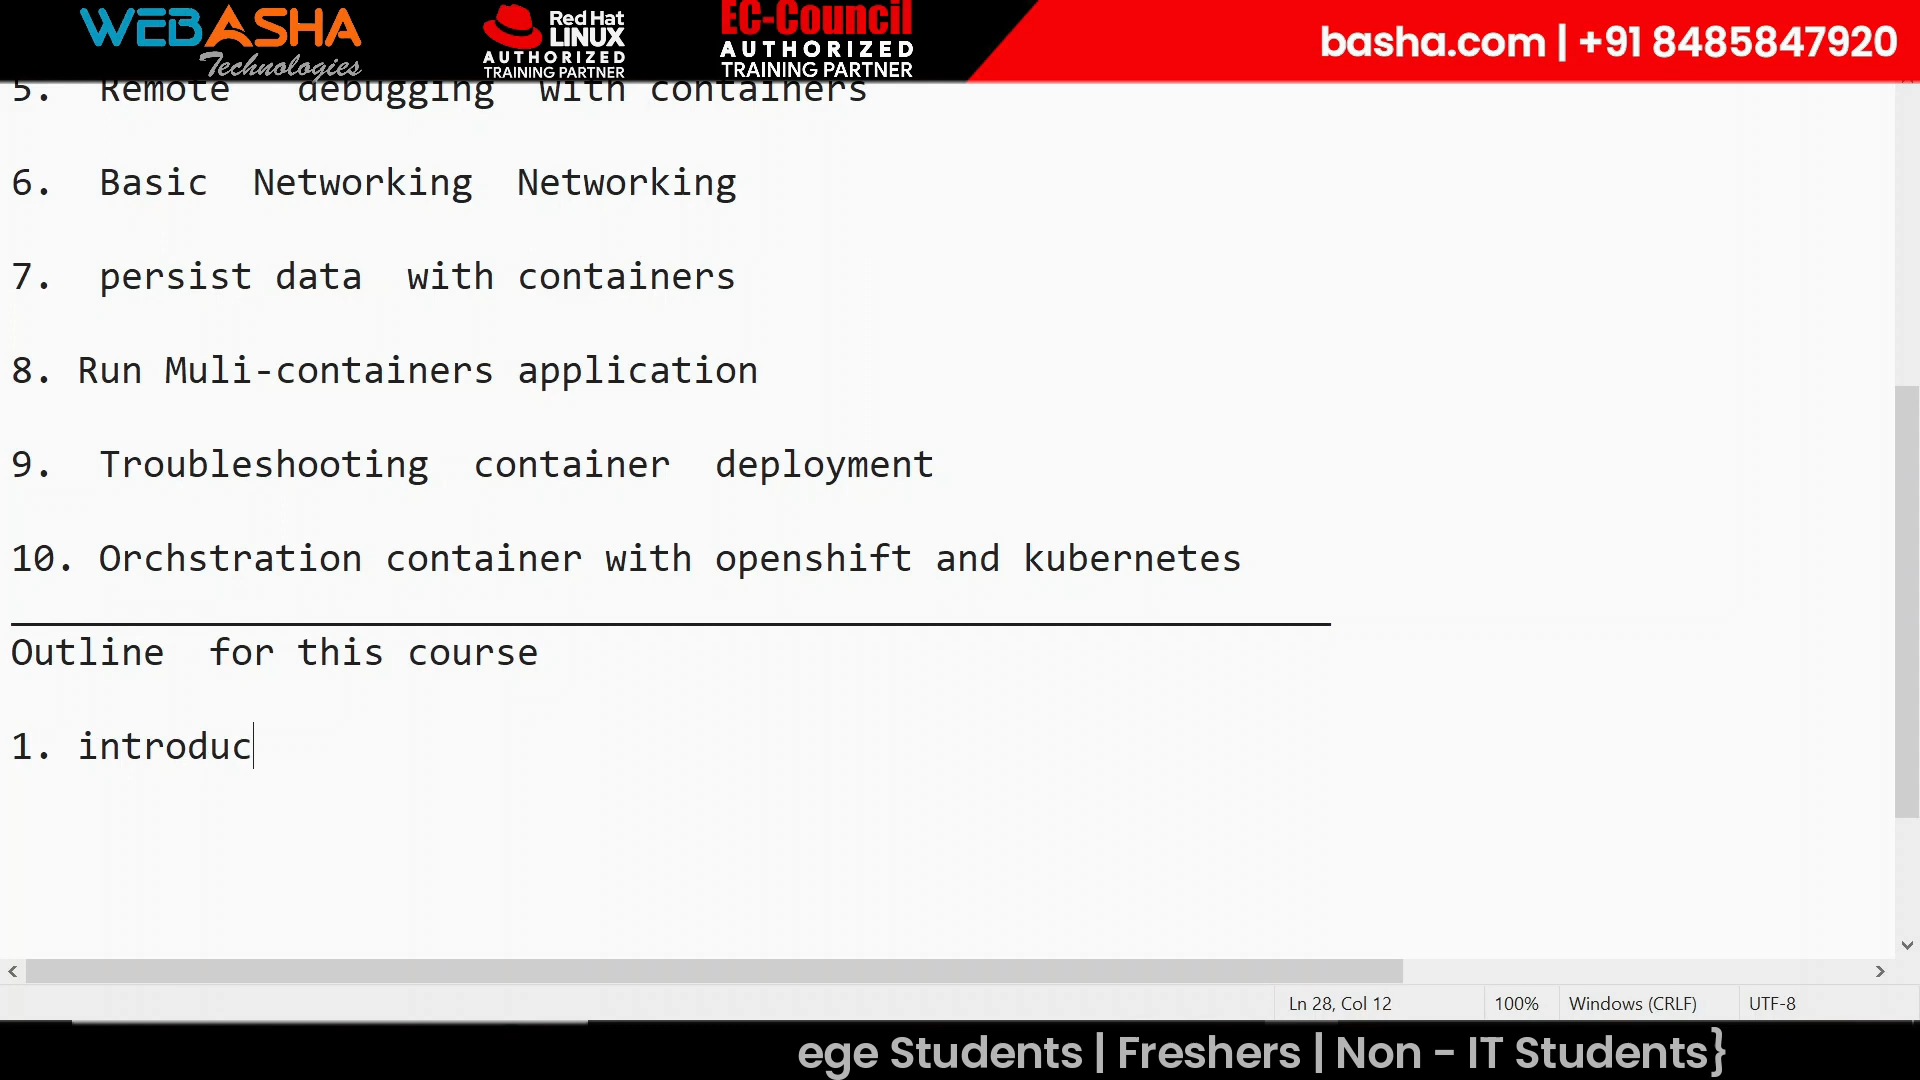 WEBASHA
Technologies
Red Hat
LINUX
AUTHORIZED
TRAINING PARTNER
EC-Council
AUTHORIZED
TRAINING PARTNER
basha.com | +91 8485847920
5. Remote debugging with containers
6. Basic Networking Networking
7. persist data with containers
8. Run Muli-containers application
9. Troubleshooting container deployment
10. Orchstration container with openshift and kubernetes
Outline for this course
1. introduc
Ln 28, Col 12
100%
Windows (CRLF)
UTF-8
ege Students | Freshers | Non - IT Students}